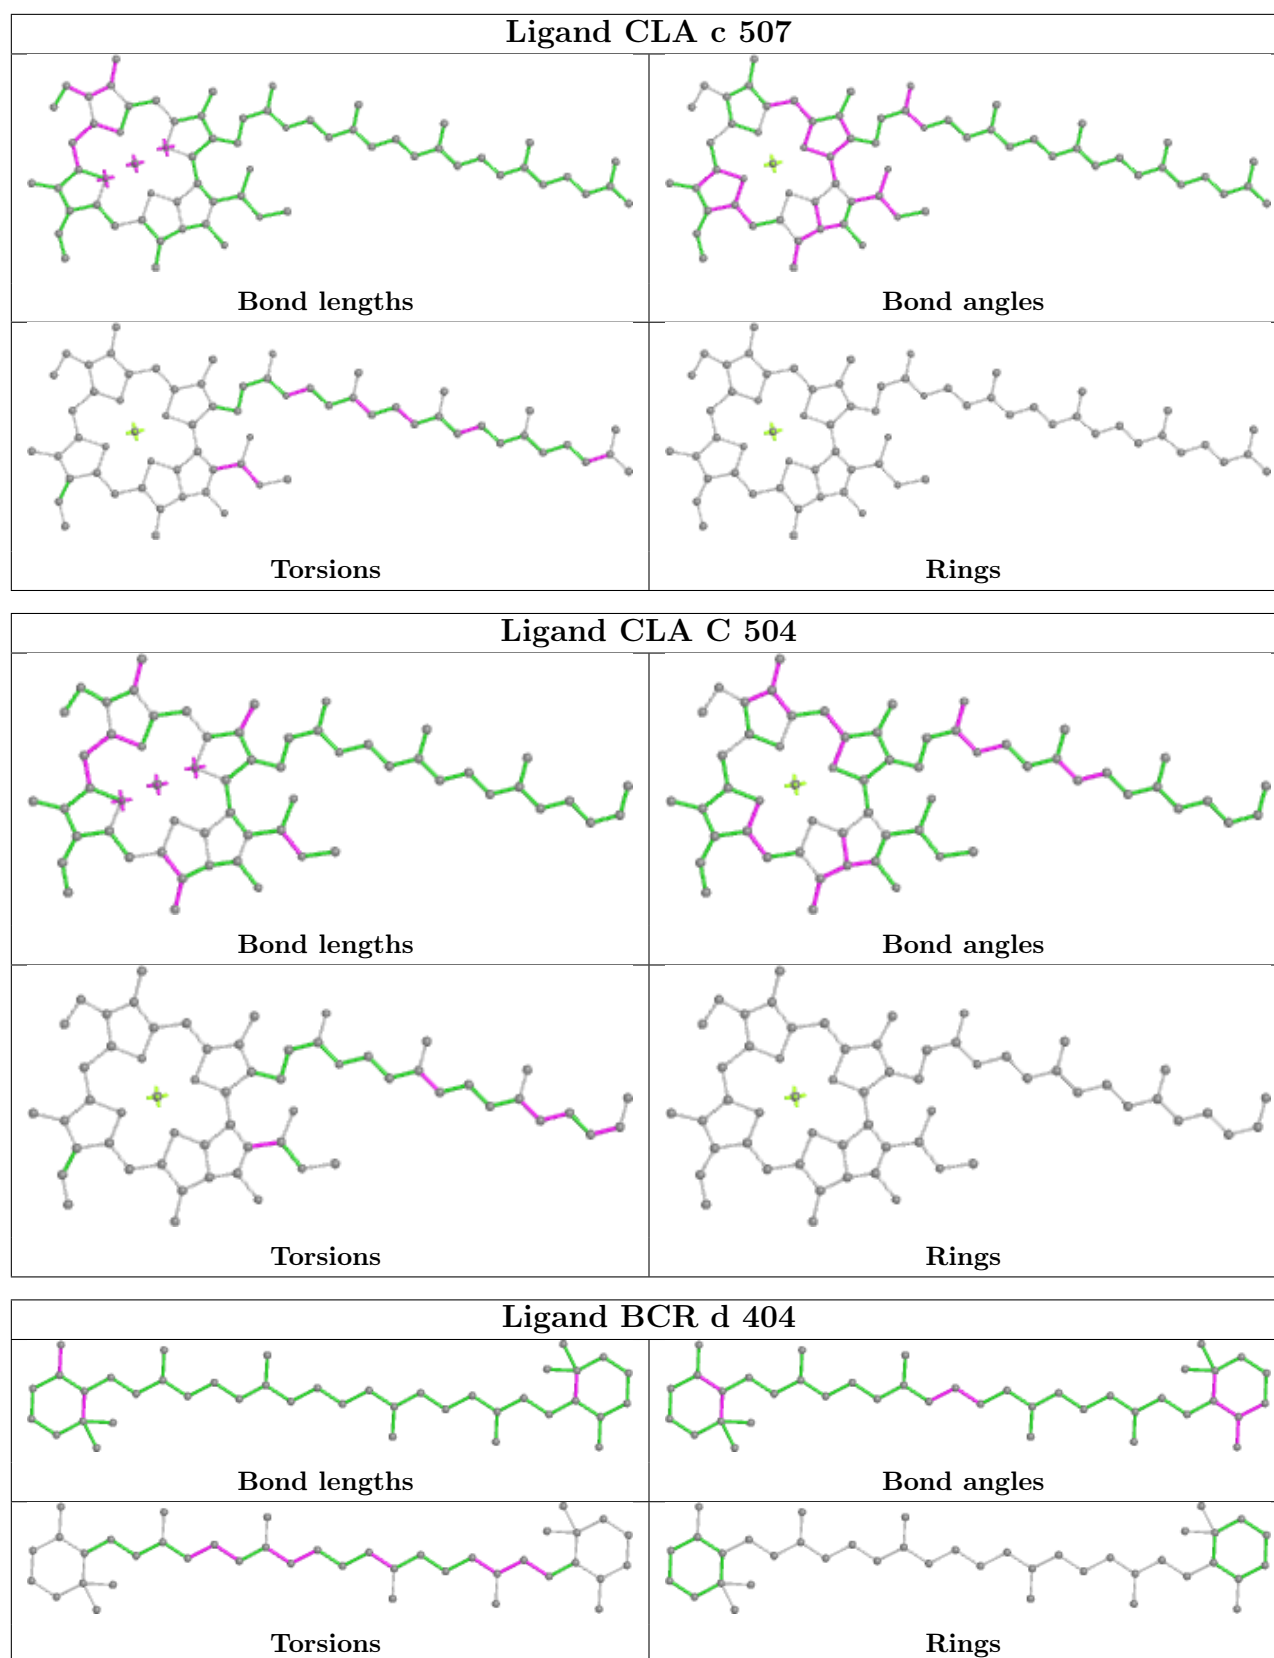 Ligand CLA c 507
Bond lengths
Bond angles
Torsions
Rings
Ligand CLA C 504
Bond lengths
Bond angles
Torsions
Rings
Ligand BCR d 404
Bond lengths
Bond angles
Torsions
Rings